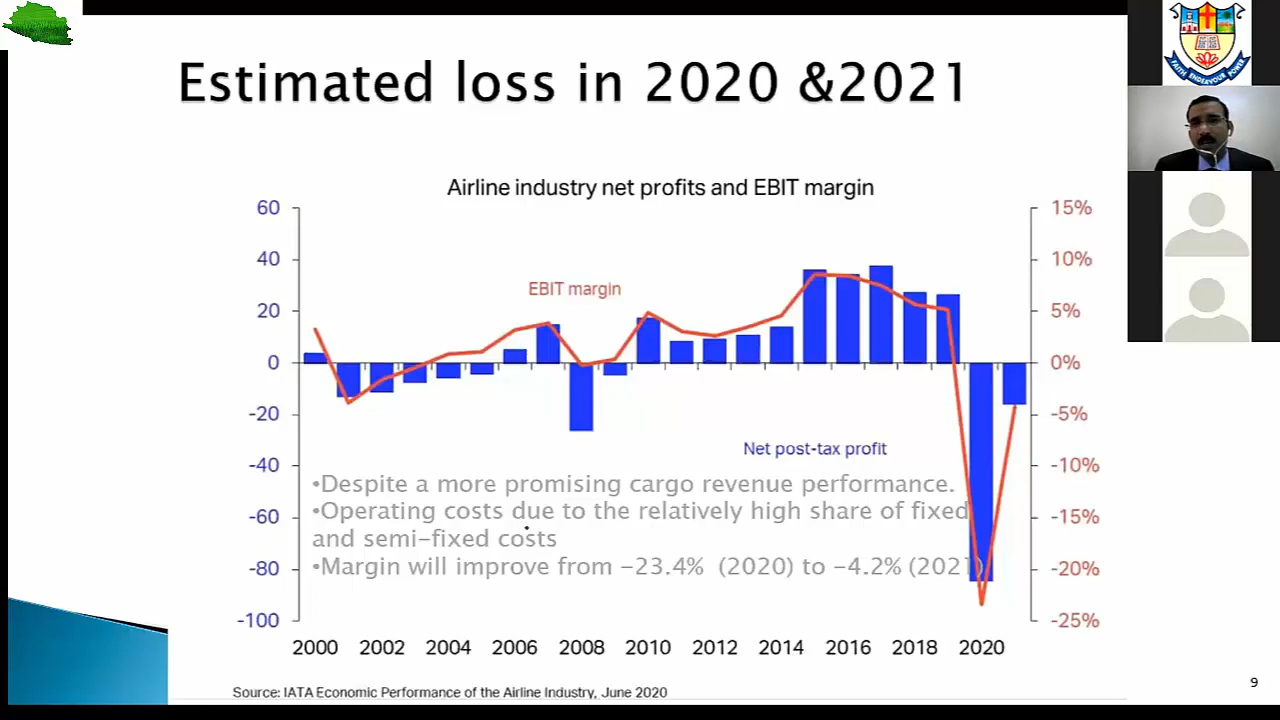 Estimated loss in 2020 &2021
FAITH ENDEAVOUR POWER
Airline industry net profits and EBIT margin
60
40
20
0
-20
-40
-60
-80
-100
15%
10%
5%
0%
-5%
-10%
-15%
-20%
-25%
EBIT margin
Net post-tax profit
•Despite a more promising cargo revenue performance.
•Operating costs due to the relatively high share of fixed
and semi-fixed costs
•Margin will improve from -23.4% (2020) to -4.2% (2021)
2000 2002 2004 2006 2008 2010 2012 2014 2016 2018 2020
Source: IATA Economic Performance of the Airline Industry, June 2020
9